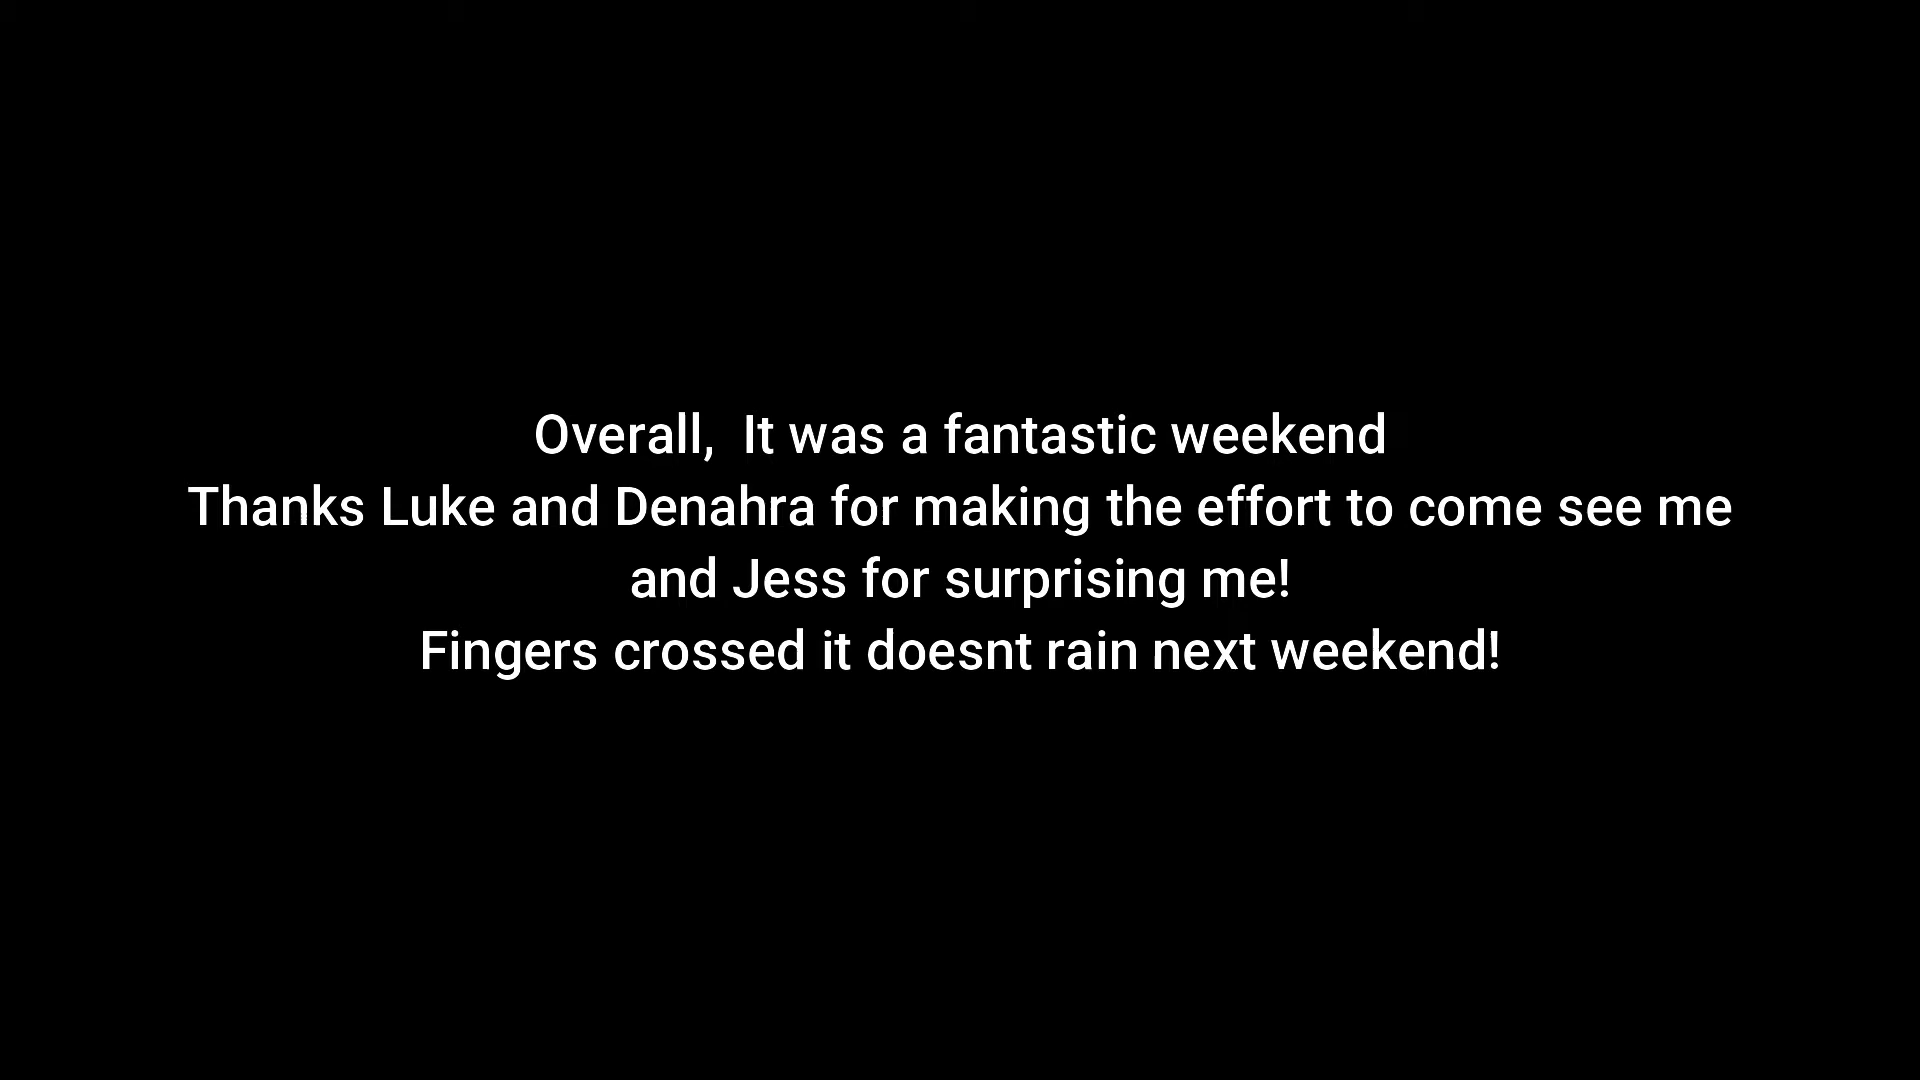 Overall,  It was a fantastic weekend
Thanks Luke and Denahra for making the effort to come see me
and Jess for surprising me!
Fingers crossed it doesnt rain next weekend!